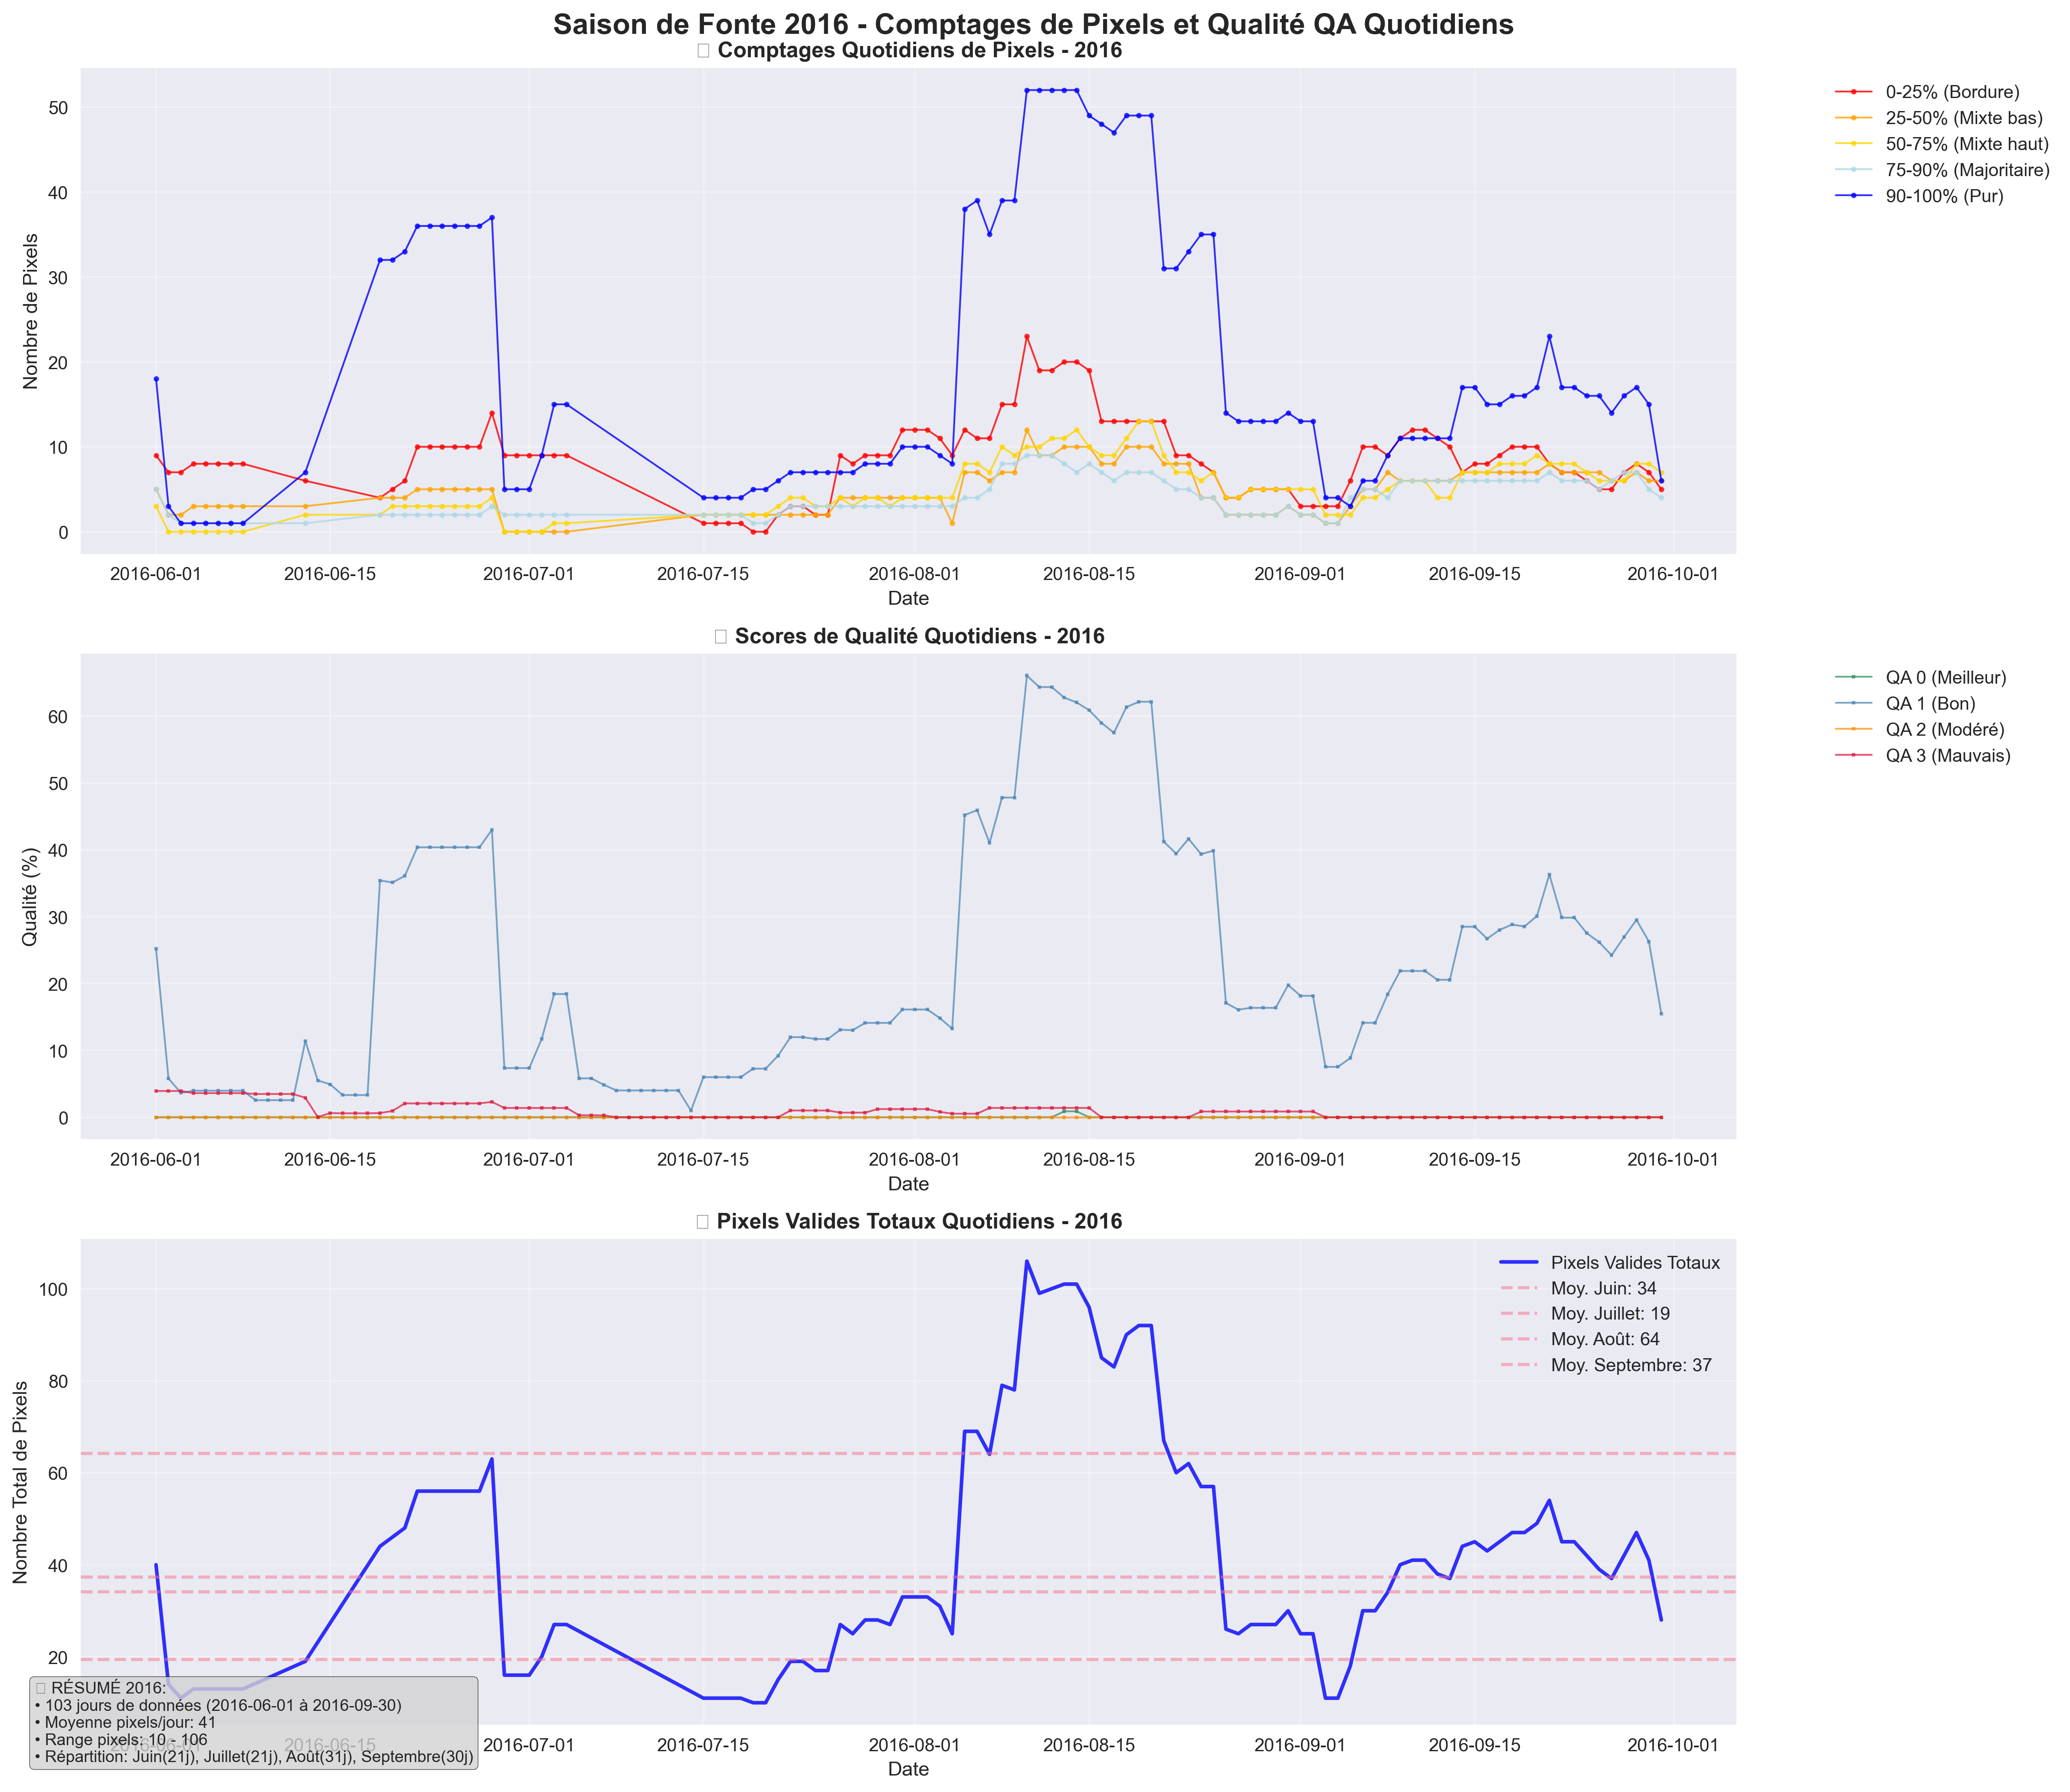 Saison de Fonte 2016 - Comptages de Pixels et Qualité QA Quotidiens
Comptages Quotidiens de Pixels - 2016
Nombre de Pixels
50
40
30
20
10
0
2016-06-01
2016-06-15
2016-07-01
2016-07-15
2016-08-01
2016-08-15
2016-09-01
2016-09-15
2016-10-01
Date
0-25% (Bordure)
25-50% (Mixte bas)
50-75% (Mixte haut)
75-90% (Majoritaire)
90-100% (Pur)
Scores de Qualité Quotidiens - 2016
Qualité (%)
60
50
40
30
20
10
0
2016-06-01
2016-06-15
2016-07-01
2016-07-15
2016-08-01
2016-08-15
2016-09-01
2016-09-15
2016-10-01
Date
QA 0 (Meilleur)
QA 1 (Bon)
QA 2 (Modéré)
QA 3 (Mauvais)
Pixels Valides Totaux Quotidiens - 2016
Nombre Total de Pixels
100
80
60
40
20
Pixels Valides Totaux
Moy. Juin: 34
Moy. Juillet: 19
Moy. Août: 64
Moy. Septembre: 37
RÉSUMÉ 2016:
• 103 jours de données (2016-06-01 à 2016-09-30)
• Moyenne pixels/jour: 41
• Range pixels: 10 - 106
• Répartition: Juin(21j), Juillet(21j), Août(31j), Septembre(30j)
2016-06-01
2016-06-15
2016-07-01
2016-07-15
2016-08-01
2016-08-15
2016-09-01
2016-09-15
2016-10-01
Date